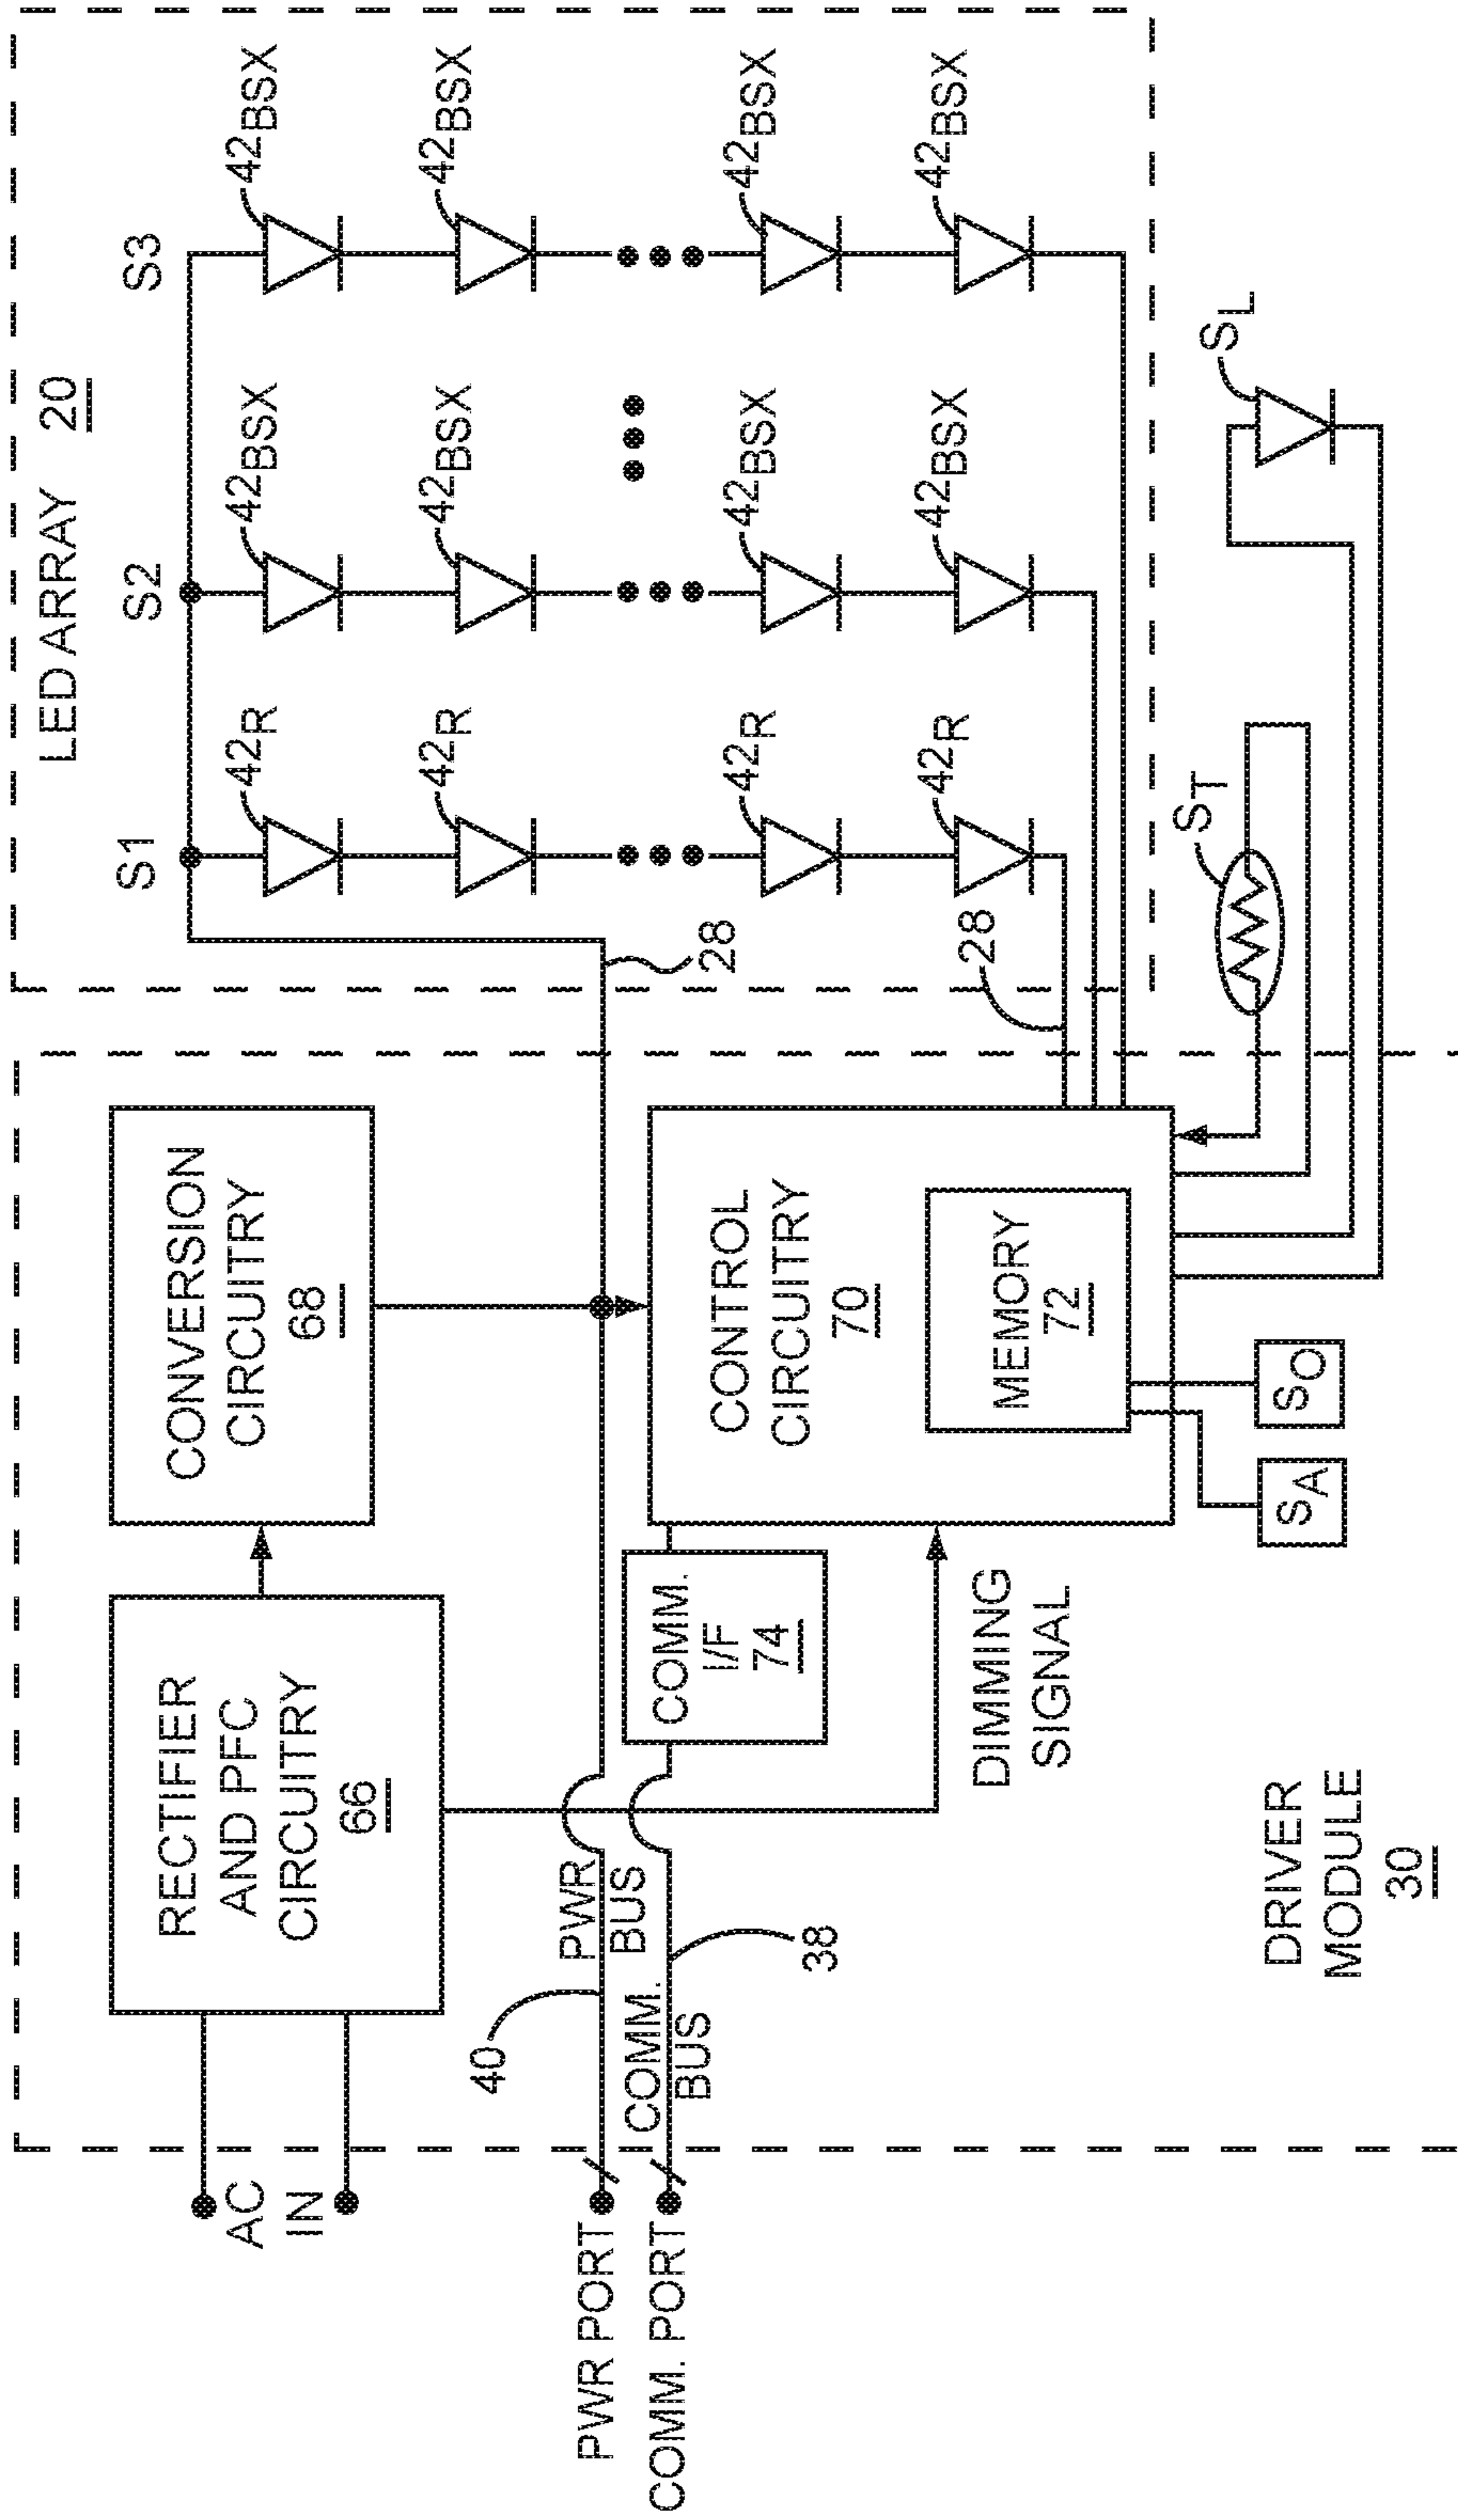 LED ARRAY 20
S1
S2
S3
42R
42BSX
42BSX
42R
42BSX
42BSX
42R
42BSX
42BSX
42R
42BSX
42BSX
28
28
ST
SL
RECTIFIER
AND PFC
CIRCUITRY
66
CONVERSION
CIRCUITRY
68
AC
IN
40
PWR
BUS
PWR PORT
COMM.
BUS
COMM. PORT
38
COMM.
I/F
74
CONTROL
CIRCUITRY
70
MEMORY
72
DIMMING
SIGNAL
SA
SO
DRIVER
MODULE
30